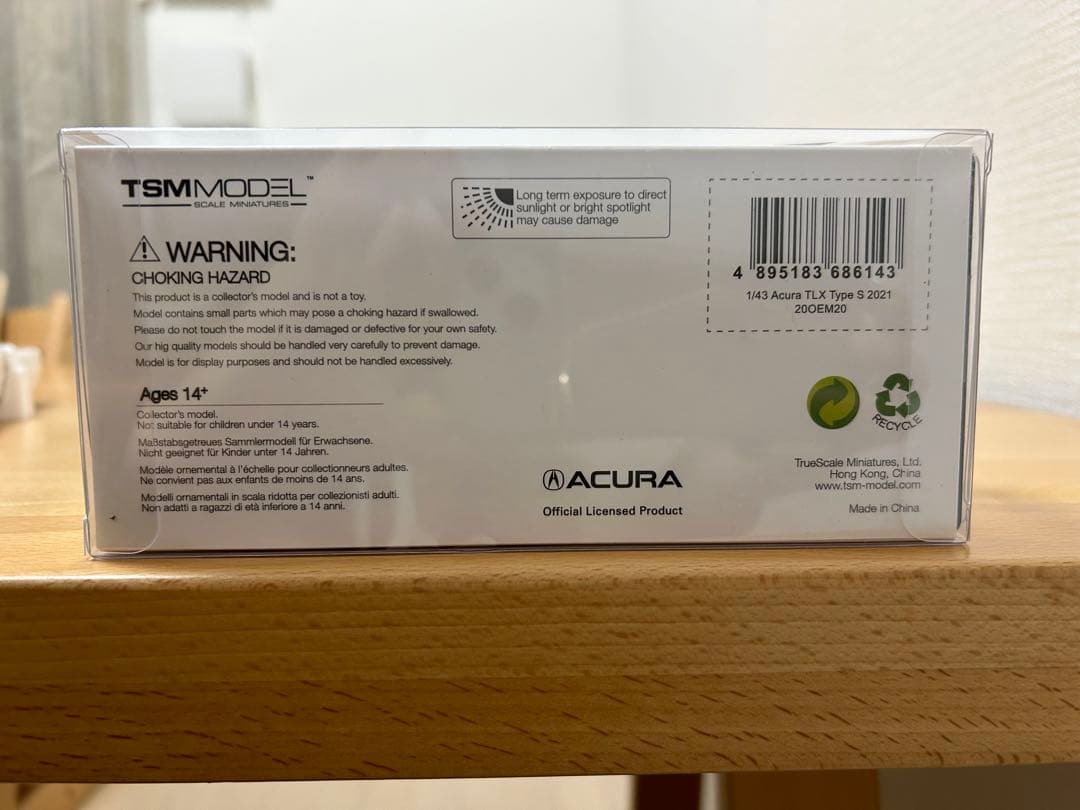 TSMMODEL™
SCALE MINIATURES
WARNING:
CHOKING HAZARD
This product is a collector's model and is not a toy.
Model contains small parts which may pose a choking hazard if swallowed.
Please do not touch the model if it is damaged or defective for your own safety.
Our hig quality models should be handled very carefully to prevent damage.
Model is for display purposes and should not be handled excessively.
Ages 14+
Collector's model.
Not suitable for children under 14 years.
Maßstabsgetreues Sammlermodell für Erwachsene.
Nicht geeignet für Kinder unter 14 Jahren.
Modèle ornemental à l'échelle pour collectionneurs adultes.
Ne convient pas aux enfants de moins de 14 ans.
Modelli ornamentali in scala ridotta per collezionisti adulti.
Non adatti a ragazzi di età inferiore a 14 anni.
Long term exposure to direct
sunlight or bright spotlight
may cause damage
ACURA
Official Licensed Product
4 895183 686143
1/43 Acura TLX Type S 2021
20OEM20
RECYCLE
TrueScale Miniatures, Ltd.
Hong Kong, China
www.tsm-model.com
Made in China